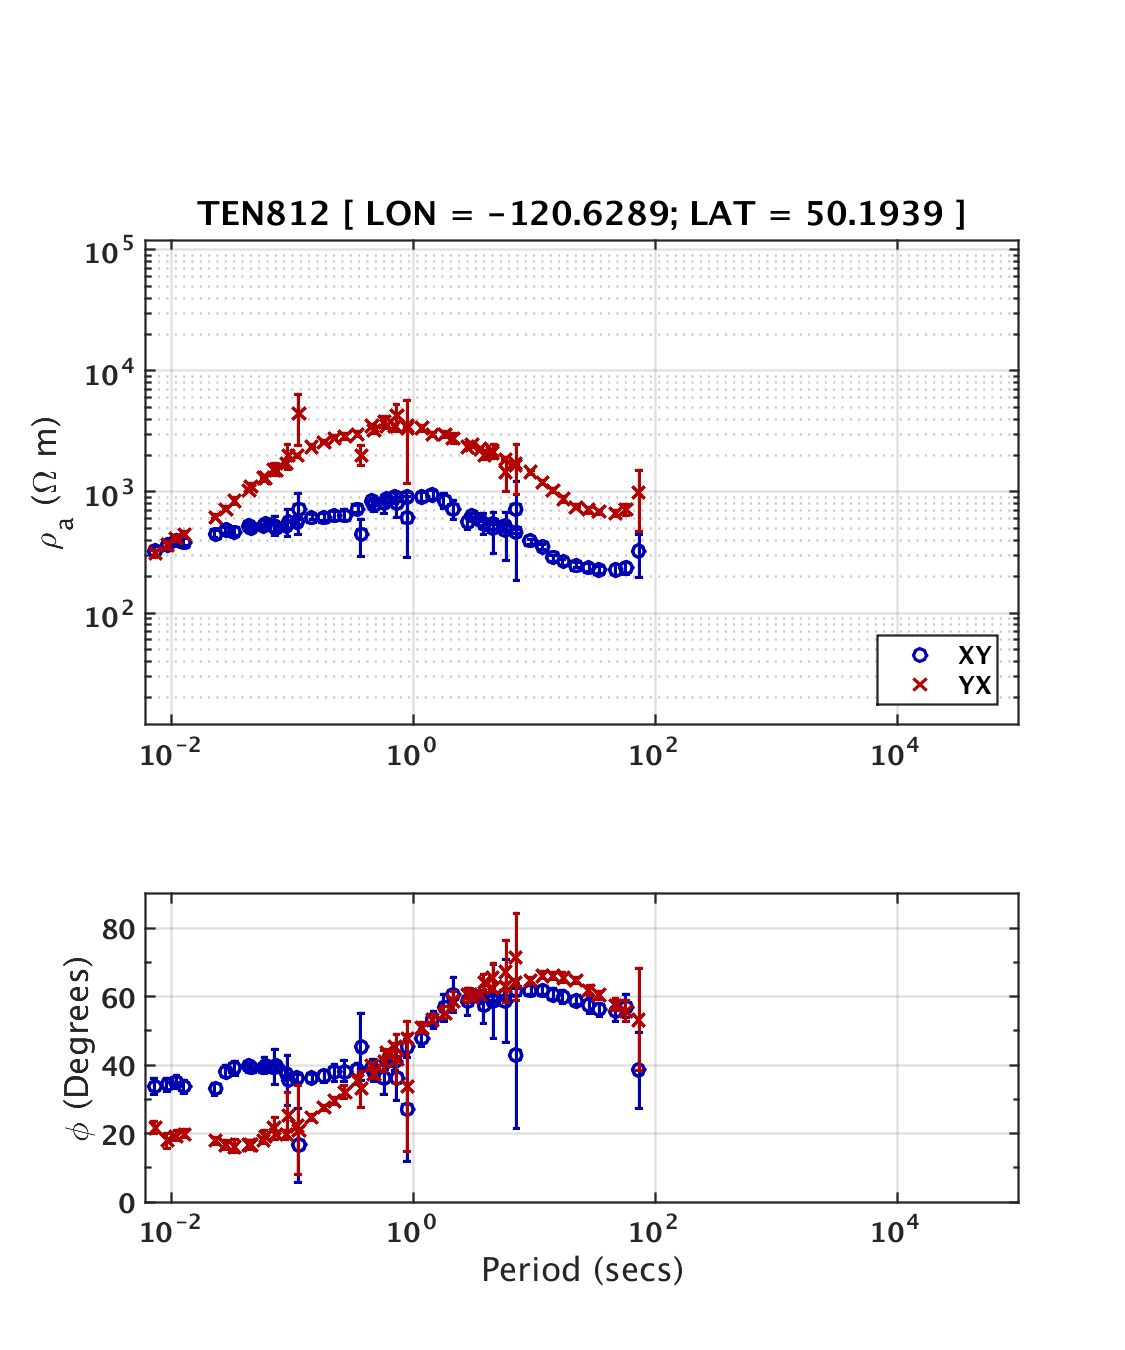 TEN812 [ LON = -120.6289; LAT = 50.1939 ]
10^5
10^4
10^3
10^2
ρ_a (Ω m)
XY
YX
10^-2 10^0 10^2 10^4
80
60
40
20
0
ϕ (Degrees)
10^-2 10^0 10^2 10^4
Period (secs)